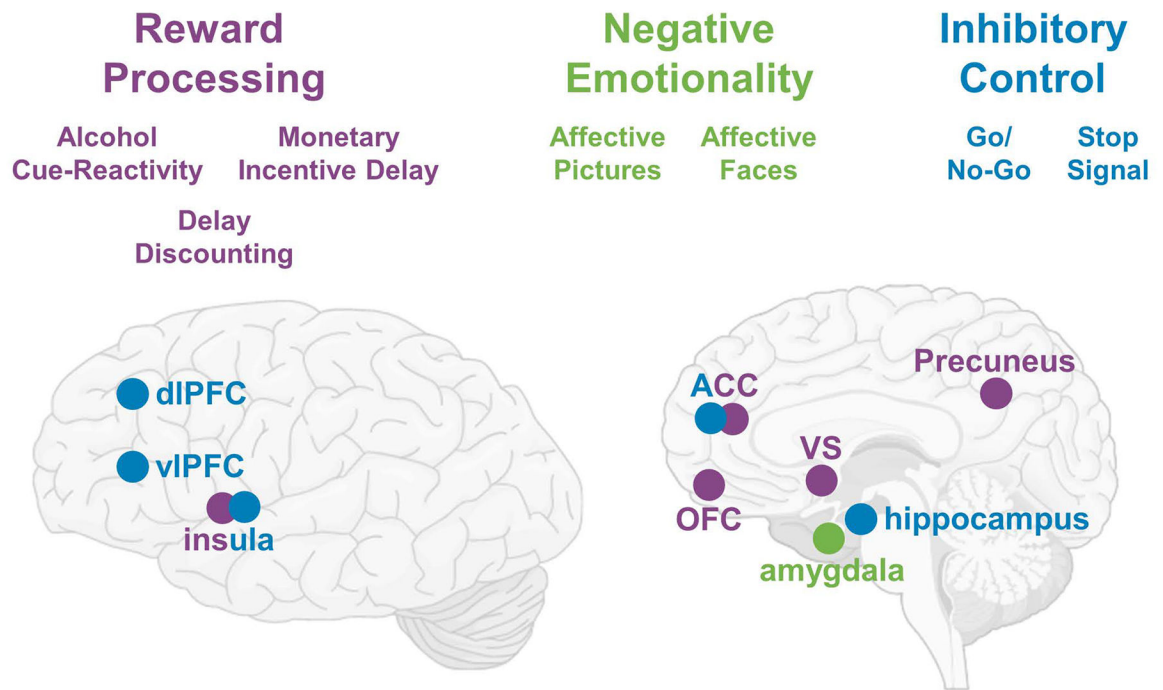 Reward
Processing
Negative
Emotionality
Inhibitory
Control
Alcohol
Cue-Reactivity
Monetary
Incentive Delay
Delay
Discounting
Affective
Pictures
Affective
Faces
Go/
No-Go
Stop
Signal
dlPFC
vlPFC
insula
ACC
Precuneus
VS
OFC
hippocampus
amygdala